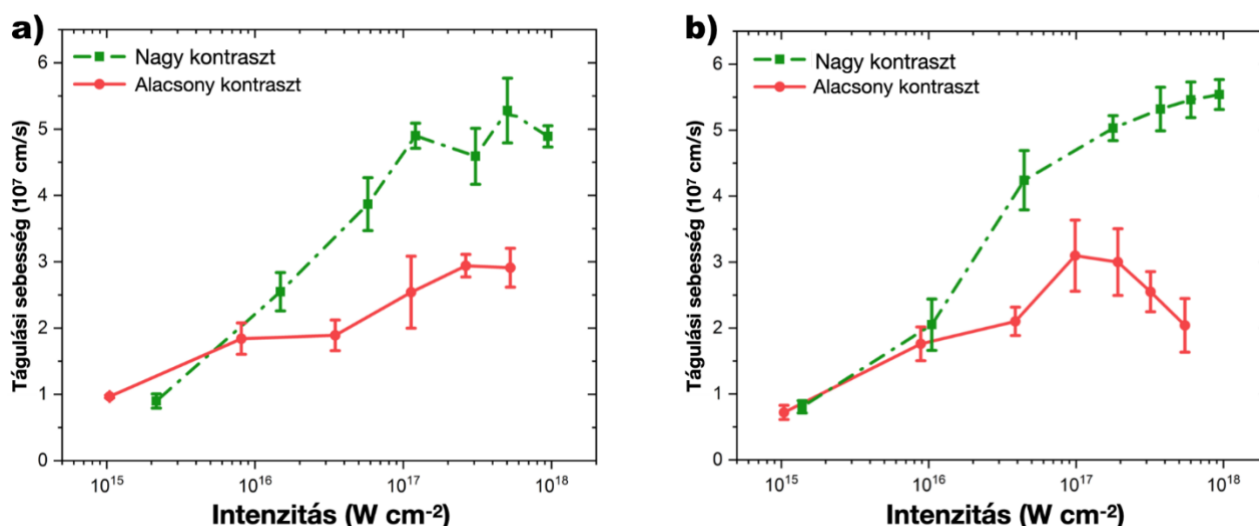 a)
Nagy kontraszt
Alacsony kontraszt
Tágulási sebesség (10⁷ cm/s)
6
5
4
3
2
1
0
10¹⁵ 10¹⁶ 10¹⁷ 10¹⁸
Intenzitás (W cm⁻²)
b)
Nagy kontraszt
Alacsony kontraszt
Tágulási sebesség (10⁷ cm/s)
6
5
4
3
2
1
0
10¹⁵ 10¹⁶ 10¹⁷ 10¹⁸
Intenzitás (W cm⁻²)